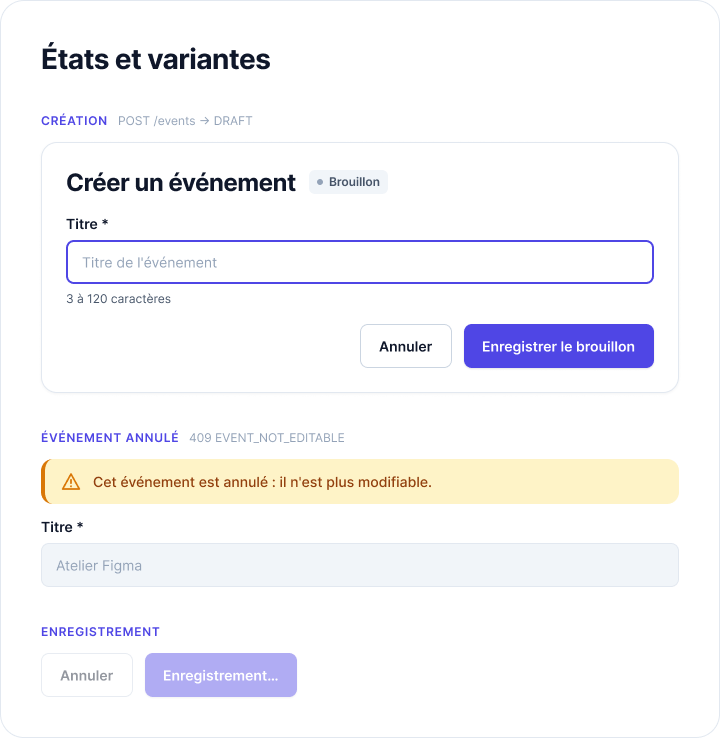 États et variantes
CRÉATION POST /events → DRAFT
Créer un événement Brouillon
Titre *
Titre de l'événement
3 à 120 caractères
Annuler Enregistrer le brouillon
ÉVÉNEMENT ANNULÉ 409 EVENT_NOT_EDITABLE
Cet événement est annulé : il n'est plus modifiable.
Titre *
Atelier Figma
ENREGISTREMENT
Annuler Enregistrement...